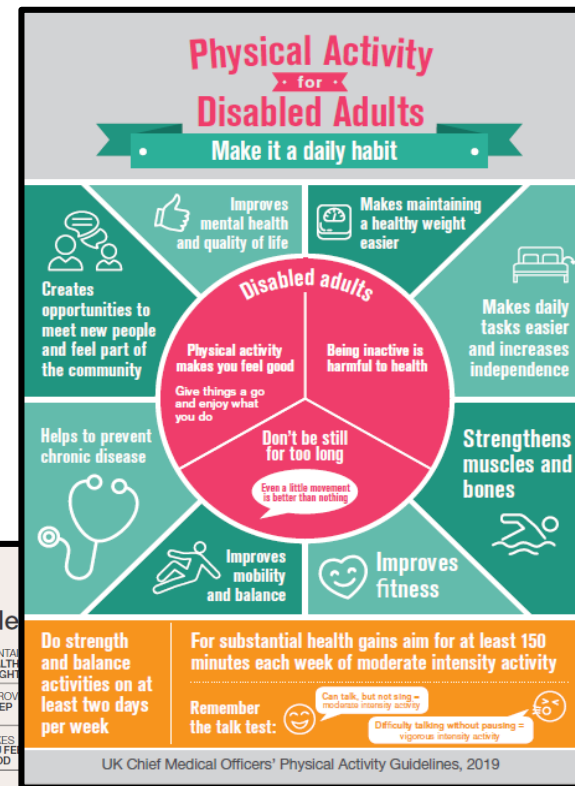 Physical Activity
for
Disabled Adults
Make it a daily habit
Improves
mental health
and quality of life
Makes maintaining
a healthy weight
easier
Creates
opportunities to
meet new people
and feel part of
the community
Makes daily
tasks easier
and increases
independence
Disabled adults
Physical activity
makes you feel good
Give things a go
and enjoy what
you do
Being inactive is
harmful to health
Don't be still
for too long
Even a little movement
is better than nothing
Helps to prevent
chronic disease
Strengthens
muscles and
bones
Improves
mobility
and balance
Improves
fitness
Do strength
and balance
activities on at
least two days
per week
For substantial health gains aim for at least 150
minutes each week of moderate intensity activity
Remember
the talk test:
Can talk, but not sing =
moderate intensity activity
Difficulty talking without pausing =
vigorous intensity activity
UK Chief Medical Officers' Physical Activity Guidelines, 2019